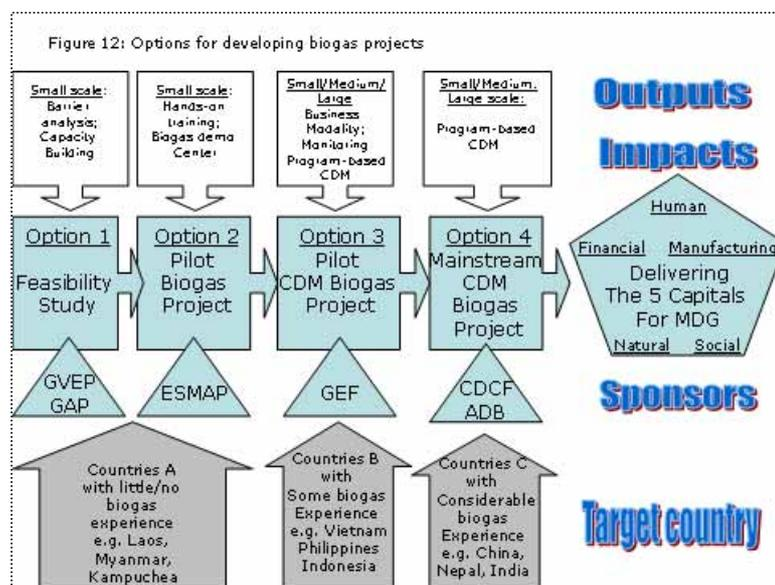 Figure 12: Options for developing biogas projects
Small scale:
Barrier
analysis;
Capacity
Building
Small scale:
Hands-on
training;
Biogas demo
Center
Small/Medium/
Large
Business
Modality;
Monitoring
Program-based
CDM
Small/Medium.
Large scale:
Program-based
CDM
Outputs
Impacts
Option 1
Feasibility
Study
Option 2
Pilot
Biogas
Project
Option 3
Pilot
CDM Biogas
Project
Option 4
Mainstream
CDM
Biogas
Project
Human
Financial Manufacturing
Delivering
The 5 Capitals
For MDG
Natural Social
GVEP
GAP
ESMAP
GEF
CDCF
ADB
Sponsors
Countries A
with little/no
biogas
experience
e.g. Laos,
Myanmar,
Kampuchea
Countries B
with
Some biogas
Experience
e.g. Vietnam
Philippines
Indonesia
Countries C
with
Considerable
biogas
Experience
e.g. China,
Nepal, India
Target country